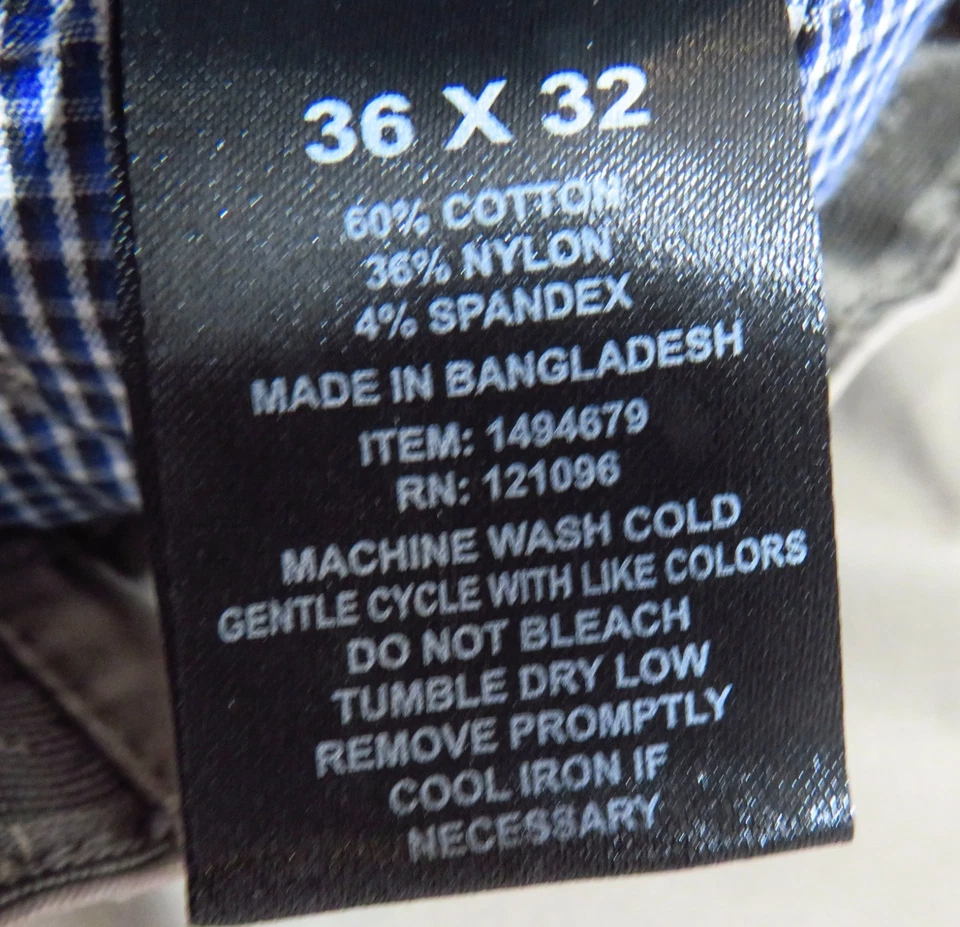 36 X 32
60% COTTON
36% NYLON
4% SPANDEX
MADE IN BANGLADESH
ITEM: 1494679
RN: 121096
MACHINE WASH COLD
GENTLE CYCLE WITH LIKE COLORS
DO NOT BLEACH
TUMBLE DRY LOW
REMOVE PROMPTLY
COOL IRON IF
NECESSARY